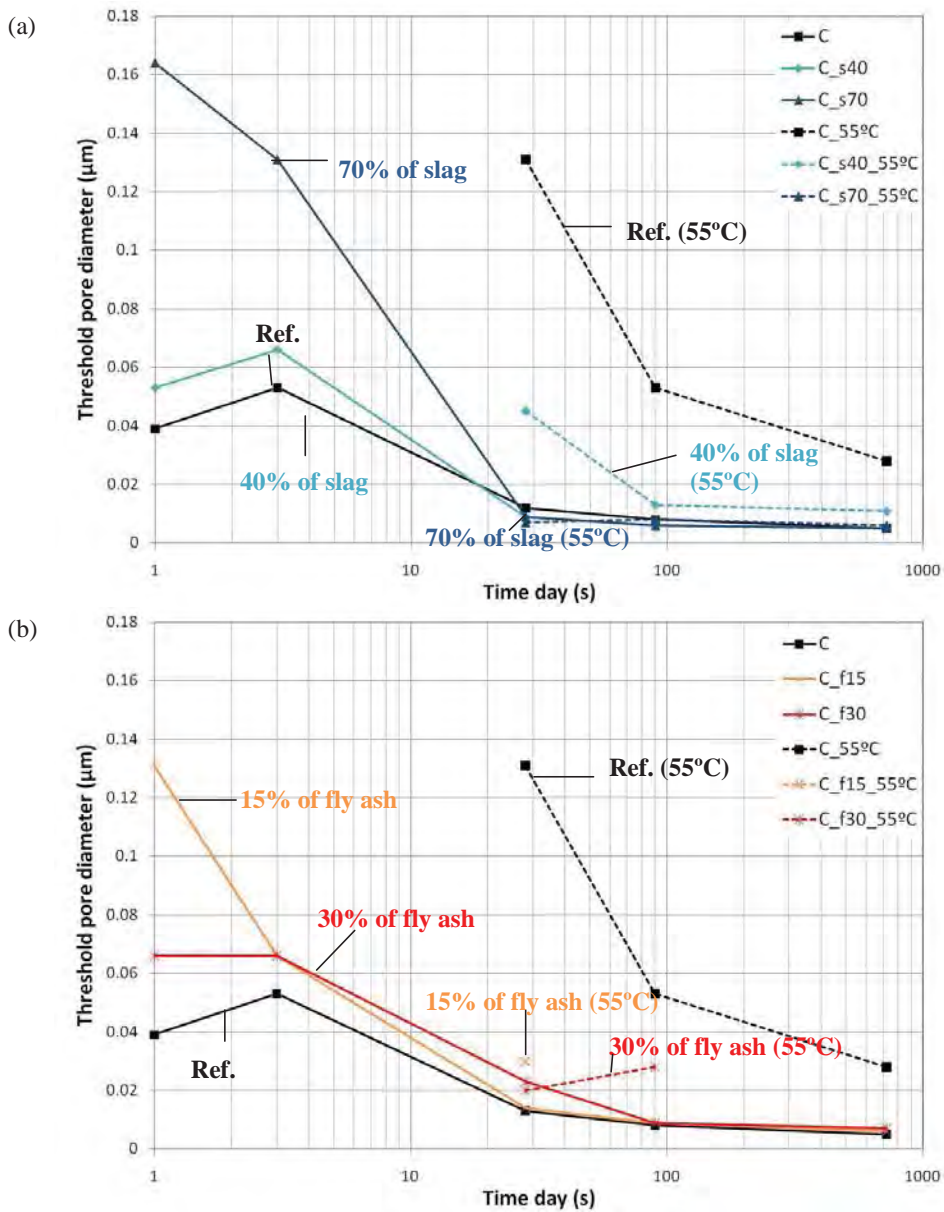 (a)
0.18
0.16
0.14
0.12
0.1
0.08
0.06
0.04
0.02
0
Threshold pore diameter (µm)
C
C_s40
C_s70
C_55ºC
C_s40_55ºC
C_s70_55ºC
70% of slag
Ref. (55ºC)
Ref.
40% of slag
40% of slag
(55ºC)
70% of slag (55ºC)
1
10
100
1000
Time day (s)
(b)
0.18
0.16
0.14
0.12
0.1
0.08
0.06
0.04
0.02
0
Threshold pore diameter (µm)
C
C_f15
C_f30
C_55ºC
C_f15_55ºC
C_f30_55ºC
Ref. (55ºC)
15% of fly ash
30% of fly ash
15% of fly ash (55ºC)
30% of fly ash (55ºC)
Ref.
1
10
100
1000
Time day (s)